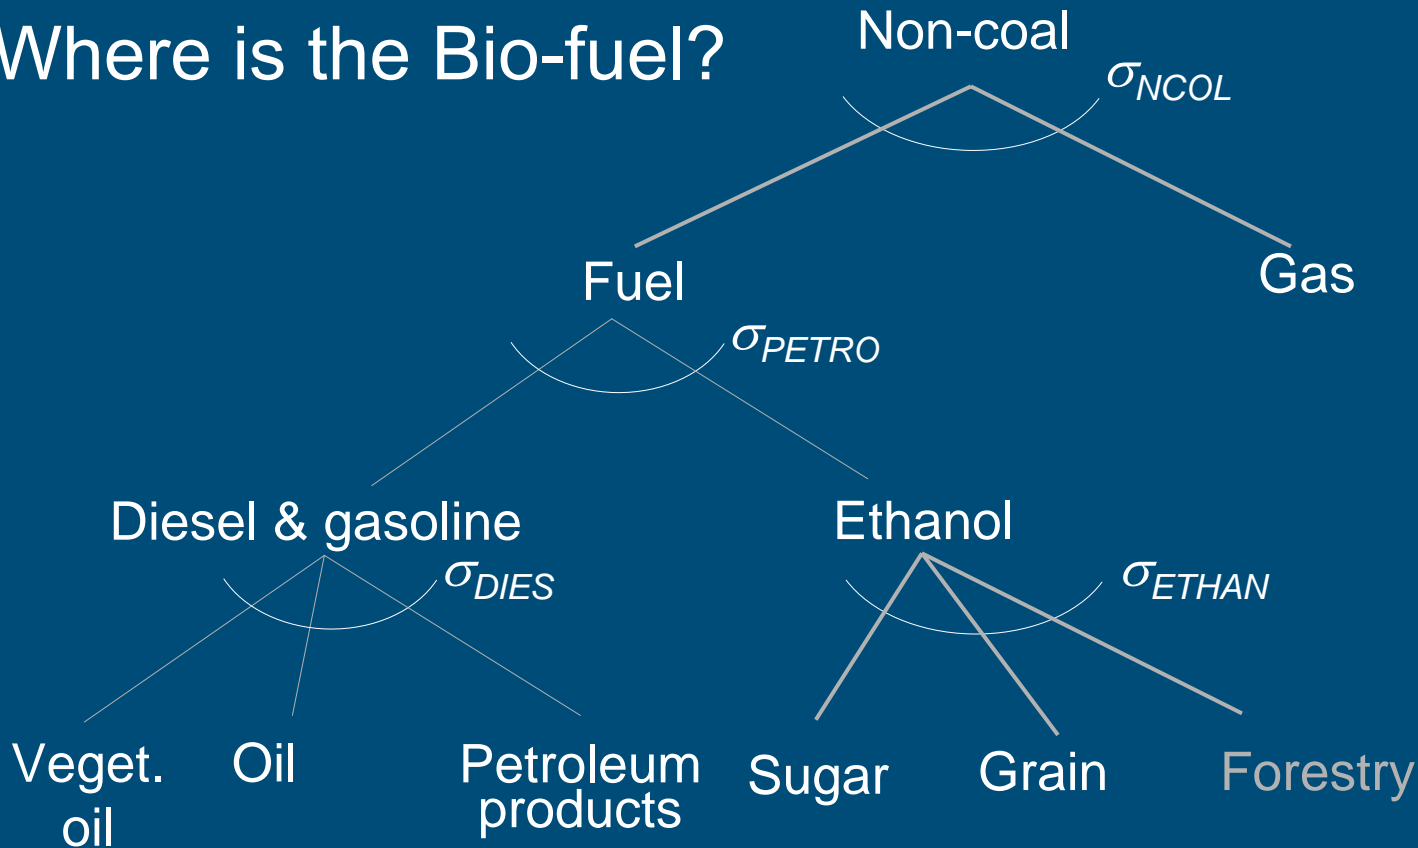 Where is the Bio-fuel?
Non-coal
σNCOL
Fuel
Gas
σPETRO
Diesel & gasoline
Ethanol
σDIES
σETHAN
Veget.
oil
Oil
Petroleum
products
Sugar
Grain
Forestry